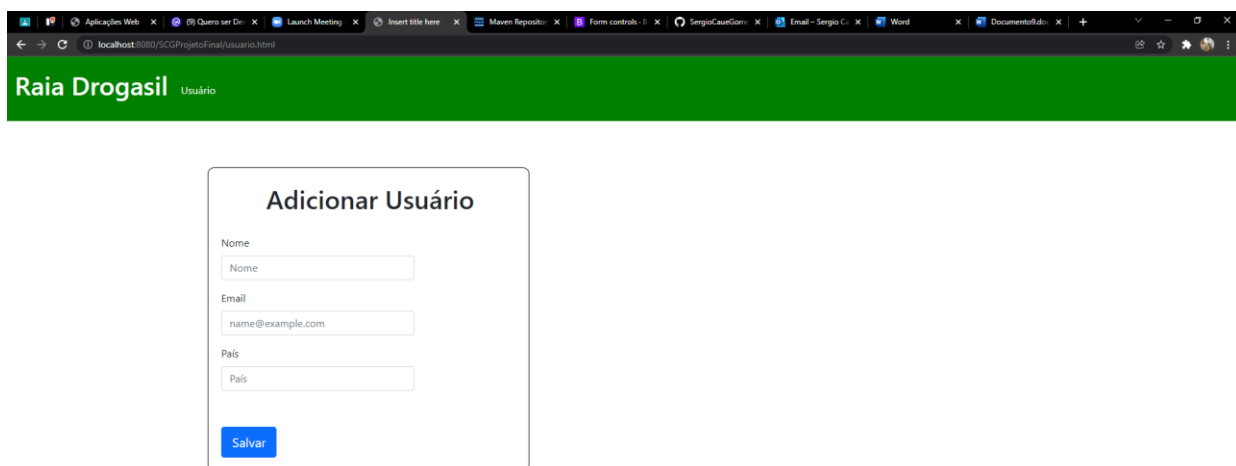 Aplicações Web
(9) Quero ser De
Launch Meeting
Insert title here
Maven Repositor
Form controls · B
SergioCaueGome
Email – Sergio Ca
Word
Documento9.do
localhost:8080/SCGProjetoFinal/usuario.html
Raia Drogasil Usuário
Adicionar Usuário
Nome
Nome
Email
name@example.com
País
País
Salvar